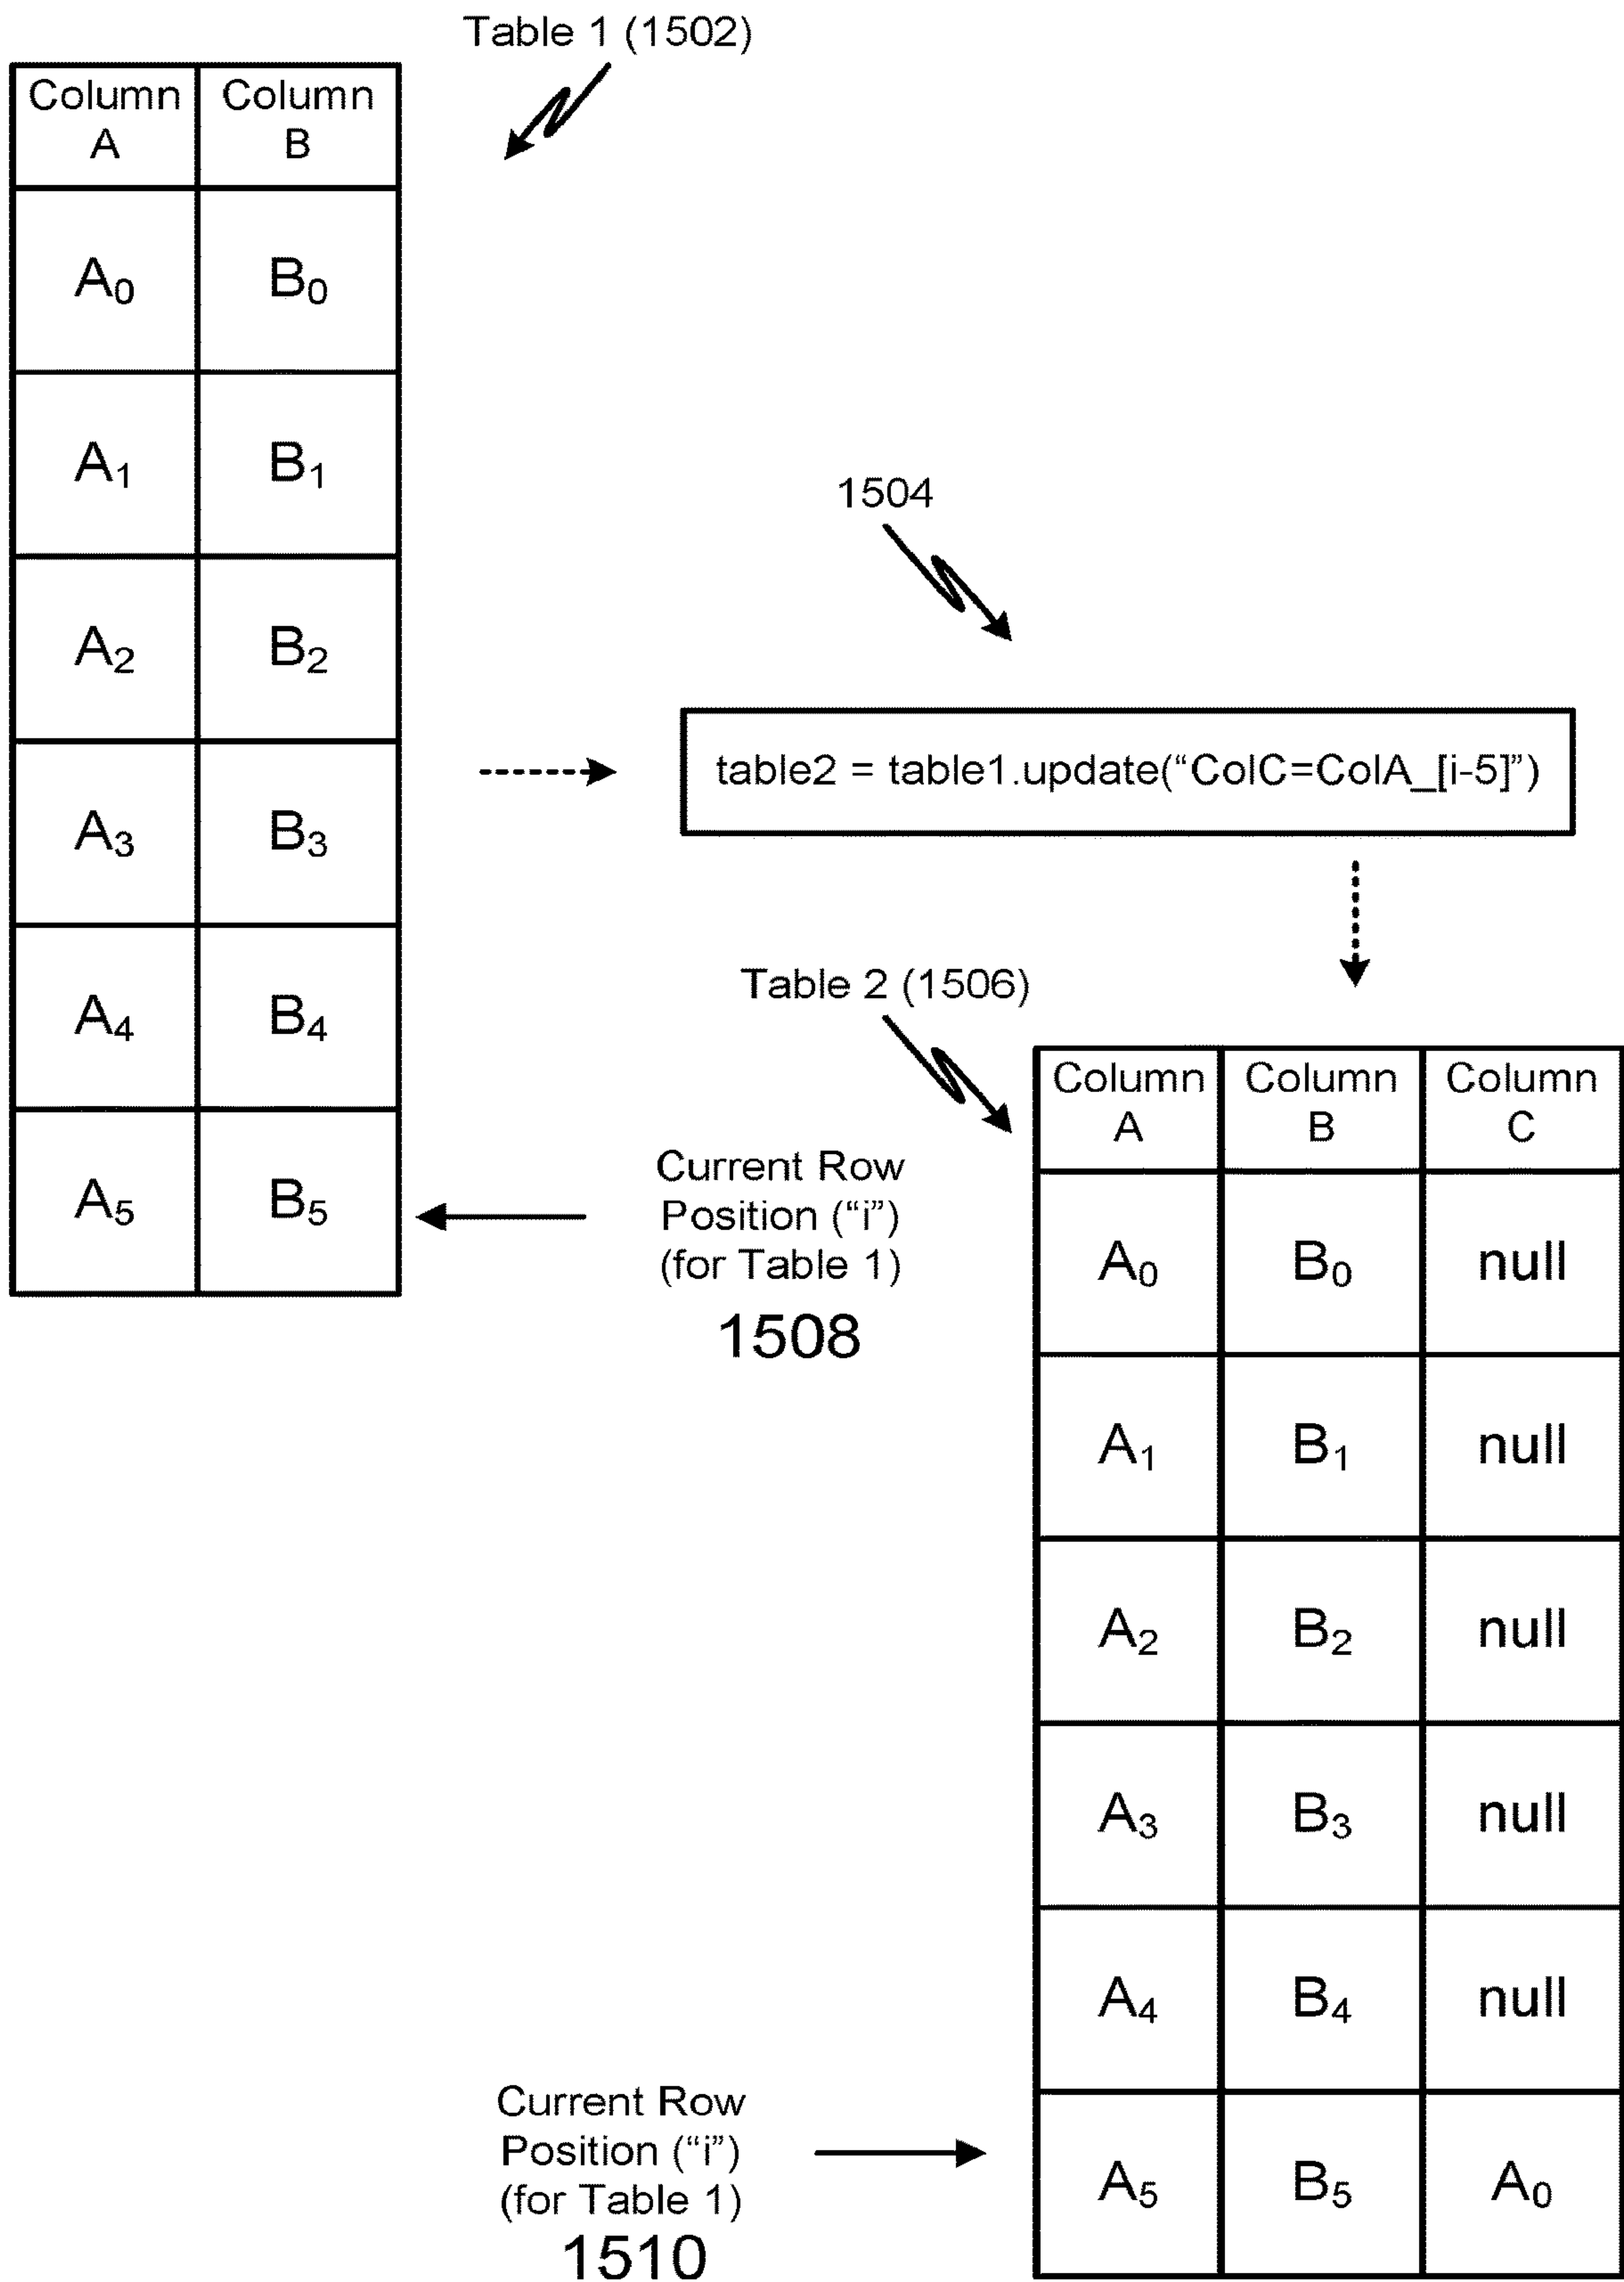 Table 1 (1502)
Column A Column B
A₀ B₀
A₁ B₁
A₂ B₂
A₃ B₃
A₄ B₄
A₅ B₅
1504
table2 = table1.update(“ColC=ColA_[i-5]”)
Current Row
Position (“i”)
(for Table 1)
1508
Table 2 (1506)
Column A Column B Column C
A₀ B₀ null
A₁ B₁ null
A₂ B₂ null
A₃ B₃ null
A₄ B₄ null
A₅ B₅ A₀
Current Row
Position (“i”)
(for Table 1)
1510